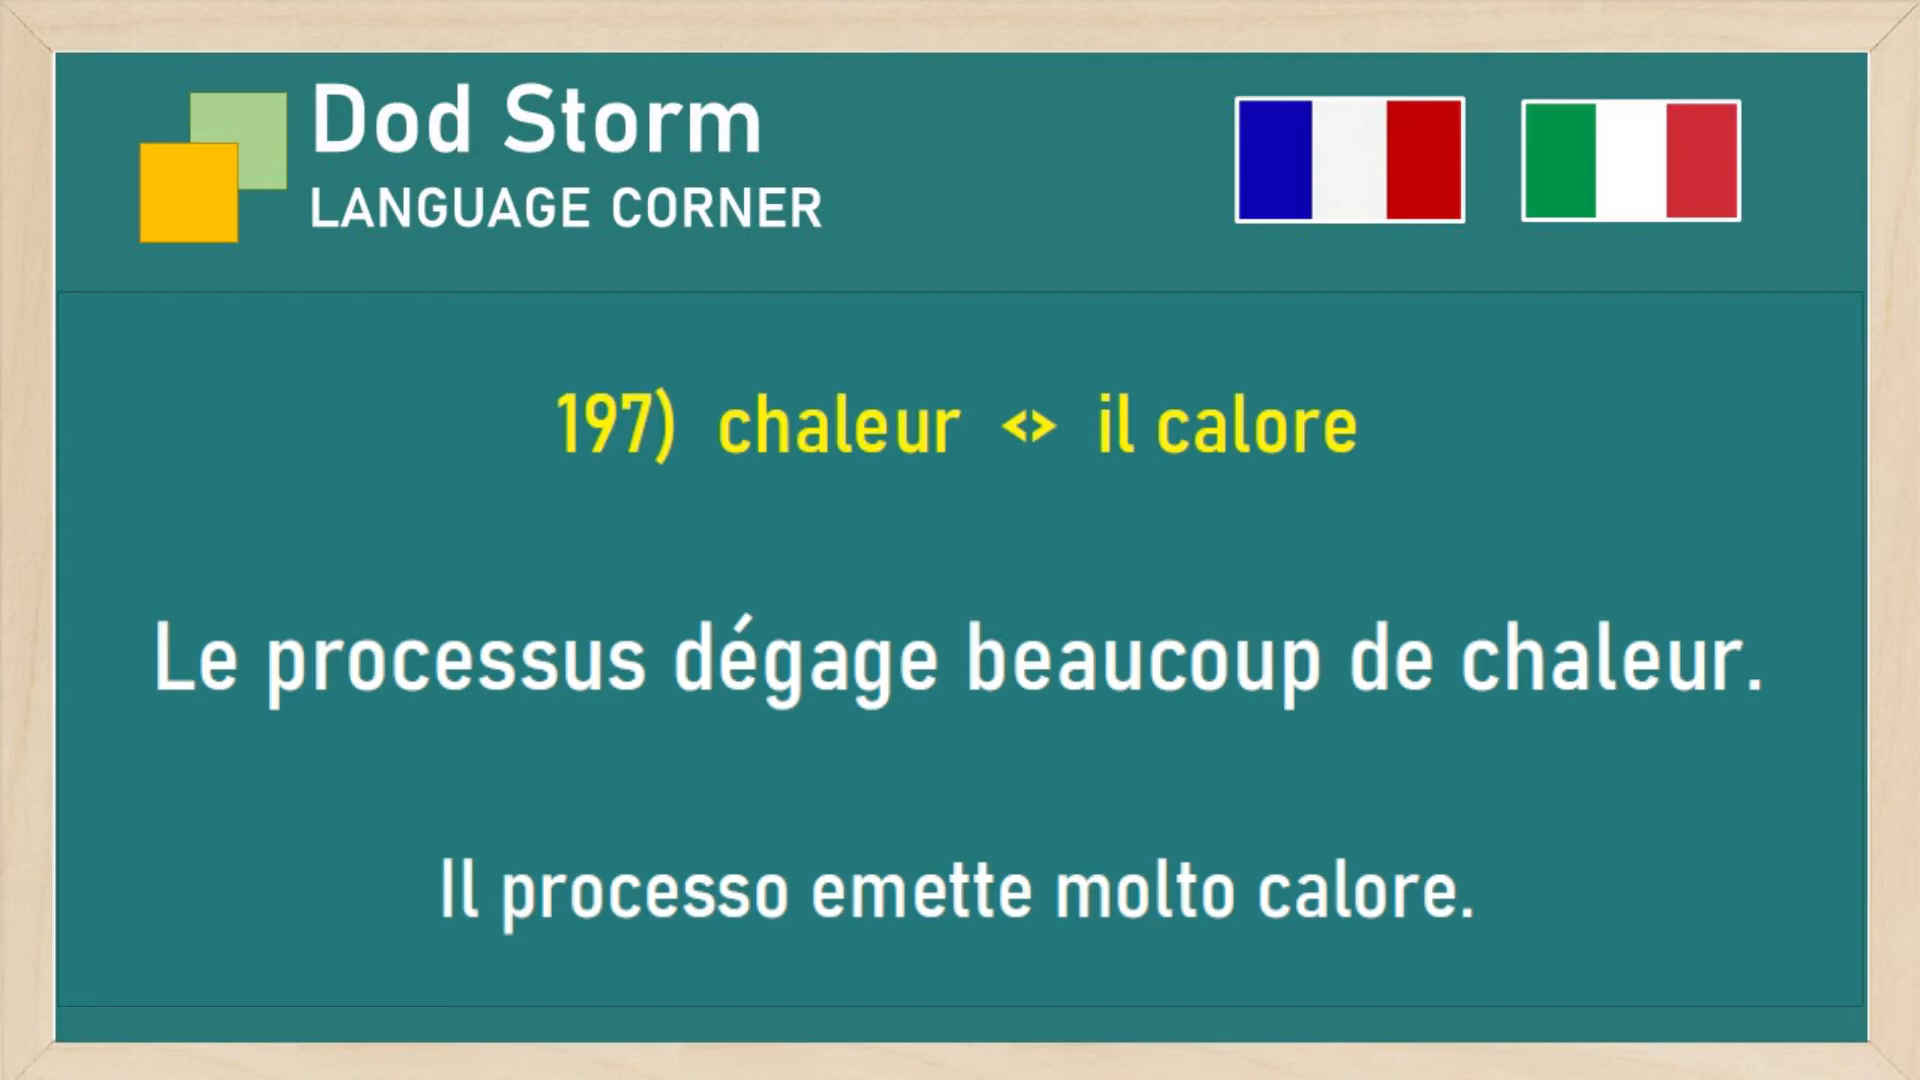 Dod Storm
LANGUAGE CORNER
197) chaleur <> il calore
Le processus dégage beaucoup de chaleur.
Il processo emette molto calore.